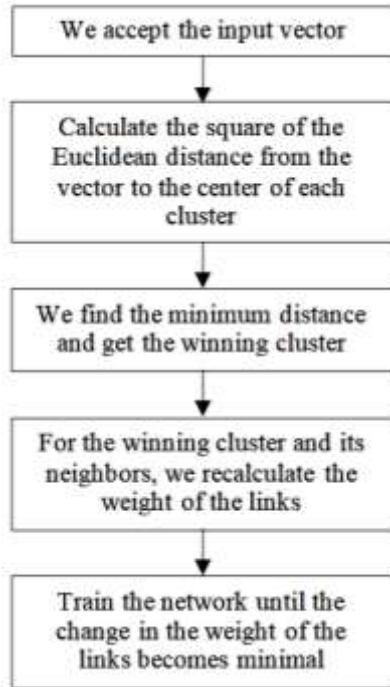 We accept the input vector
Calculate the square of the
Euclidean distance from the
vector to the center of each
cluster
We find the minimum distance
and get the winning cluster
For the winning cluster and its
neighbors, we recalculate the
weight of the links
Train the network until the
change in the weight of the
links becomes minimal